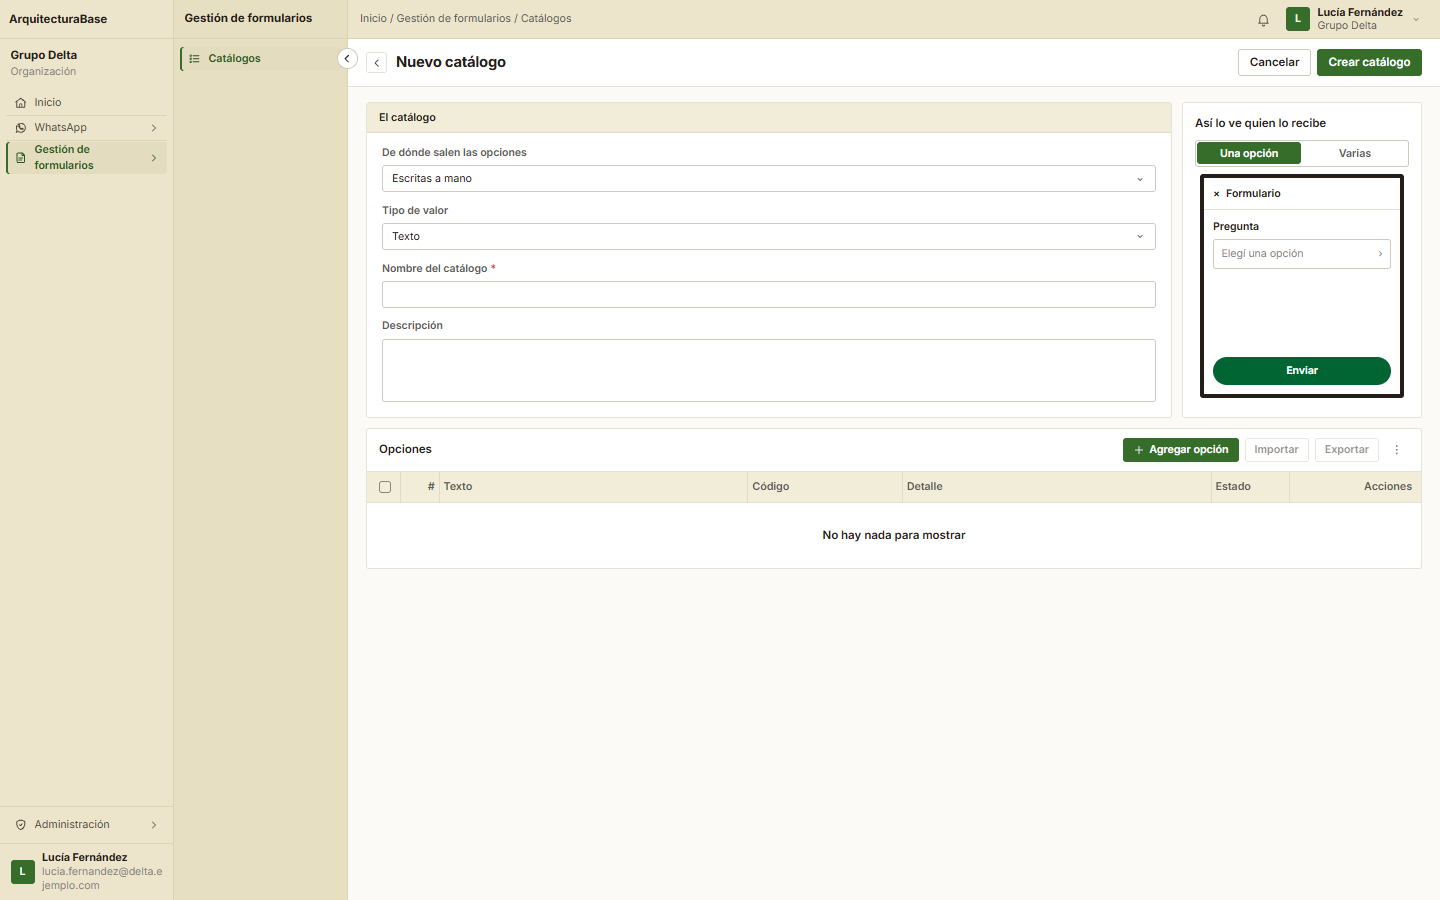 ArquitecturaBase
Gestión de formularios
Inicio / Gestión de formularios / Catálogos
L
Lucía Fernández
Grupo Delta
Grupo Delta
Organización
Inicio
WhatsApp
Gestión de
formularios
Catálogos
Nuevo catálogo
Cancelar
Crear catálogo
El catálogo
De dónde salen las opciones
Escritas a mano
Tipo de valor
Texto
Nombre del catálogo *
Descripción
Así lo ve quien lo recibe
Una opción
Varias
× Formulario
Pregunta
Elegí una opción
Enviar
Opciones
Agregar opción
Importar
Exportar
#
Texto
Código
Detalle
Estado
Acciones
No hay nada para mostrar
Administración
L
Lucía Fernández
lucia.fernandez@delta.e
jemplo.com